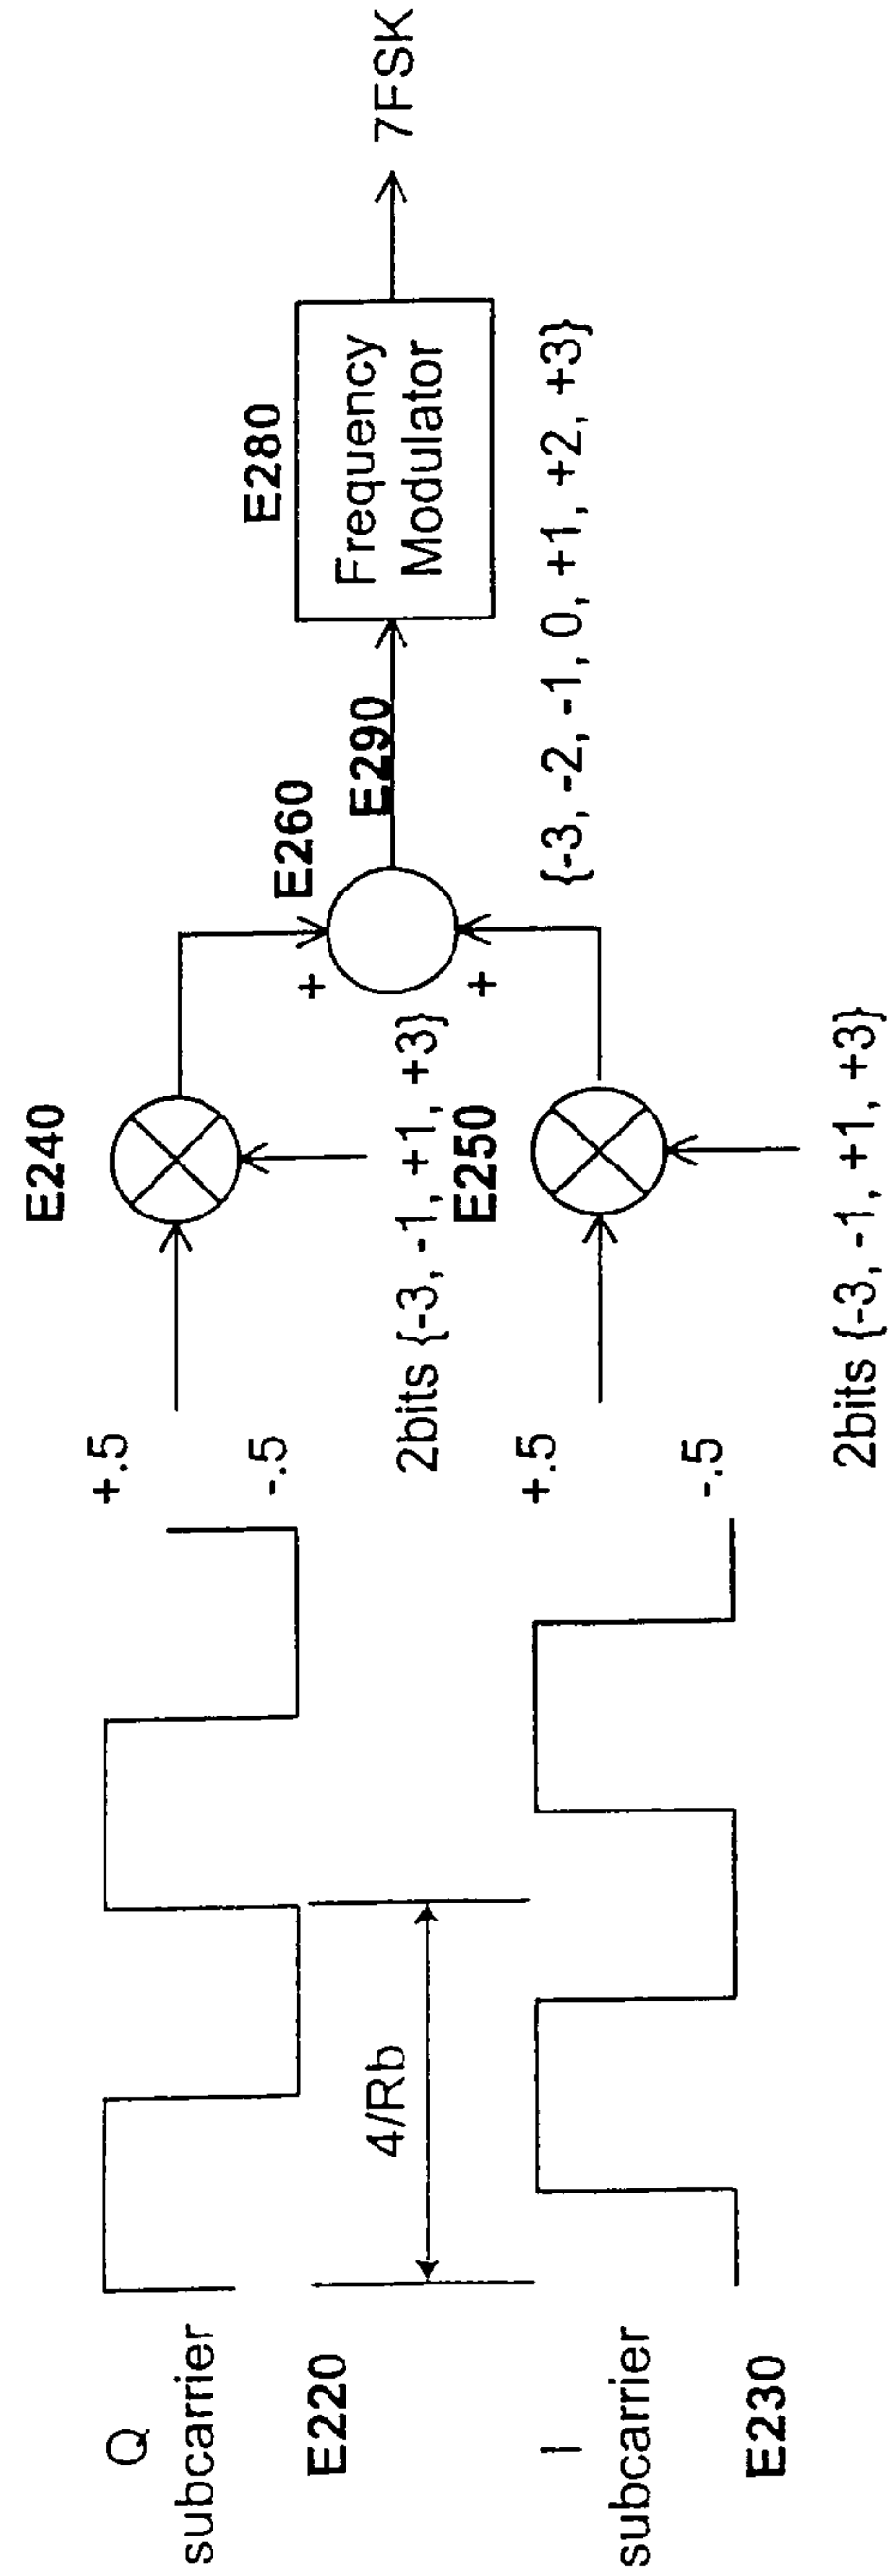 Q
subcarrier
E220
4/Rb
+.5
-.5
E240
2bits {-3, -1, +1, +3}
+
E260
E290
E280
Frequency
Modulator
7FSK
I
subcarrier
E230
+.5
-.5
E250
2bits {-3, -1, +1, +3}
+
{-3, -2, -1, 0, +1, +2, +3}